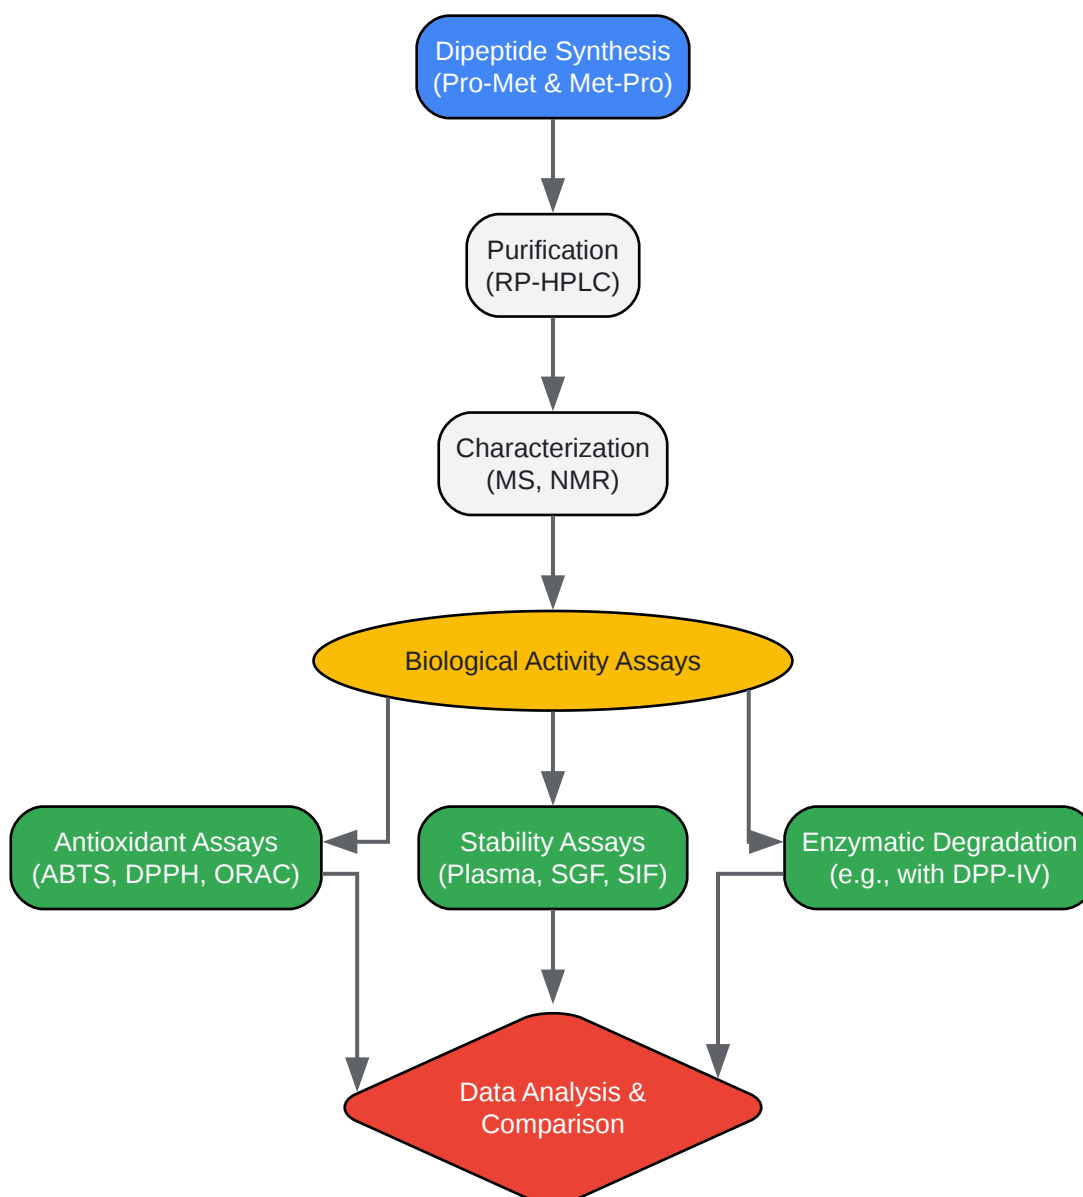 Dipeptide Synthesis
(Pro-Met & Met-Pro)
Purification
(RP-HPLC)
Characterization
(MS, NMR)
Biological Activity Assays
Antioxidant Assays
(ABTS, DPPH, ORAC)
Stability Assays
(Plasma, SGF, SIF)
Enzymatic Degradation
(e.g., with DPP-IV)
Data Analysis &
Comparison